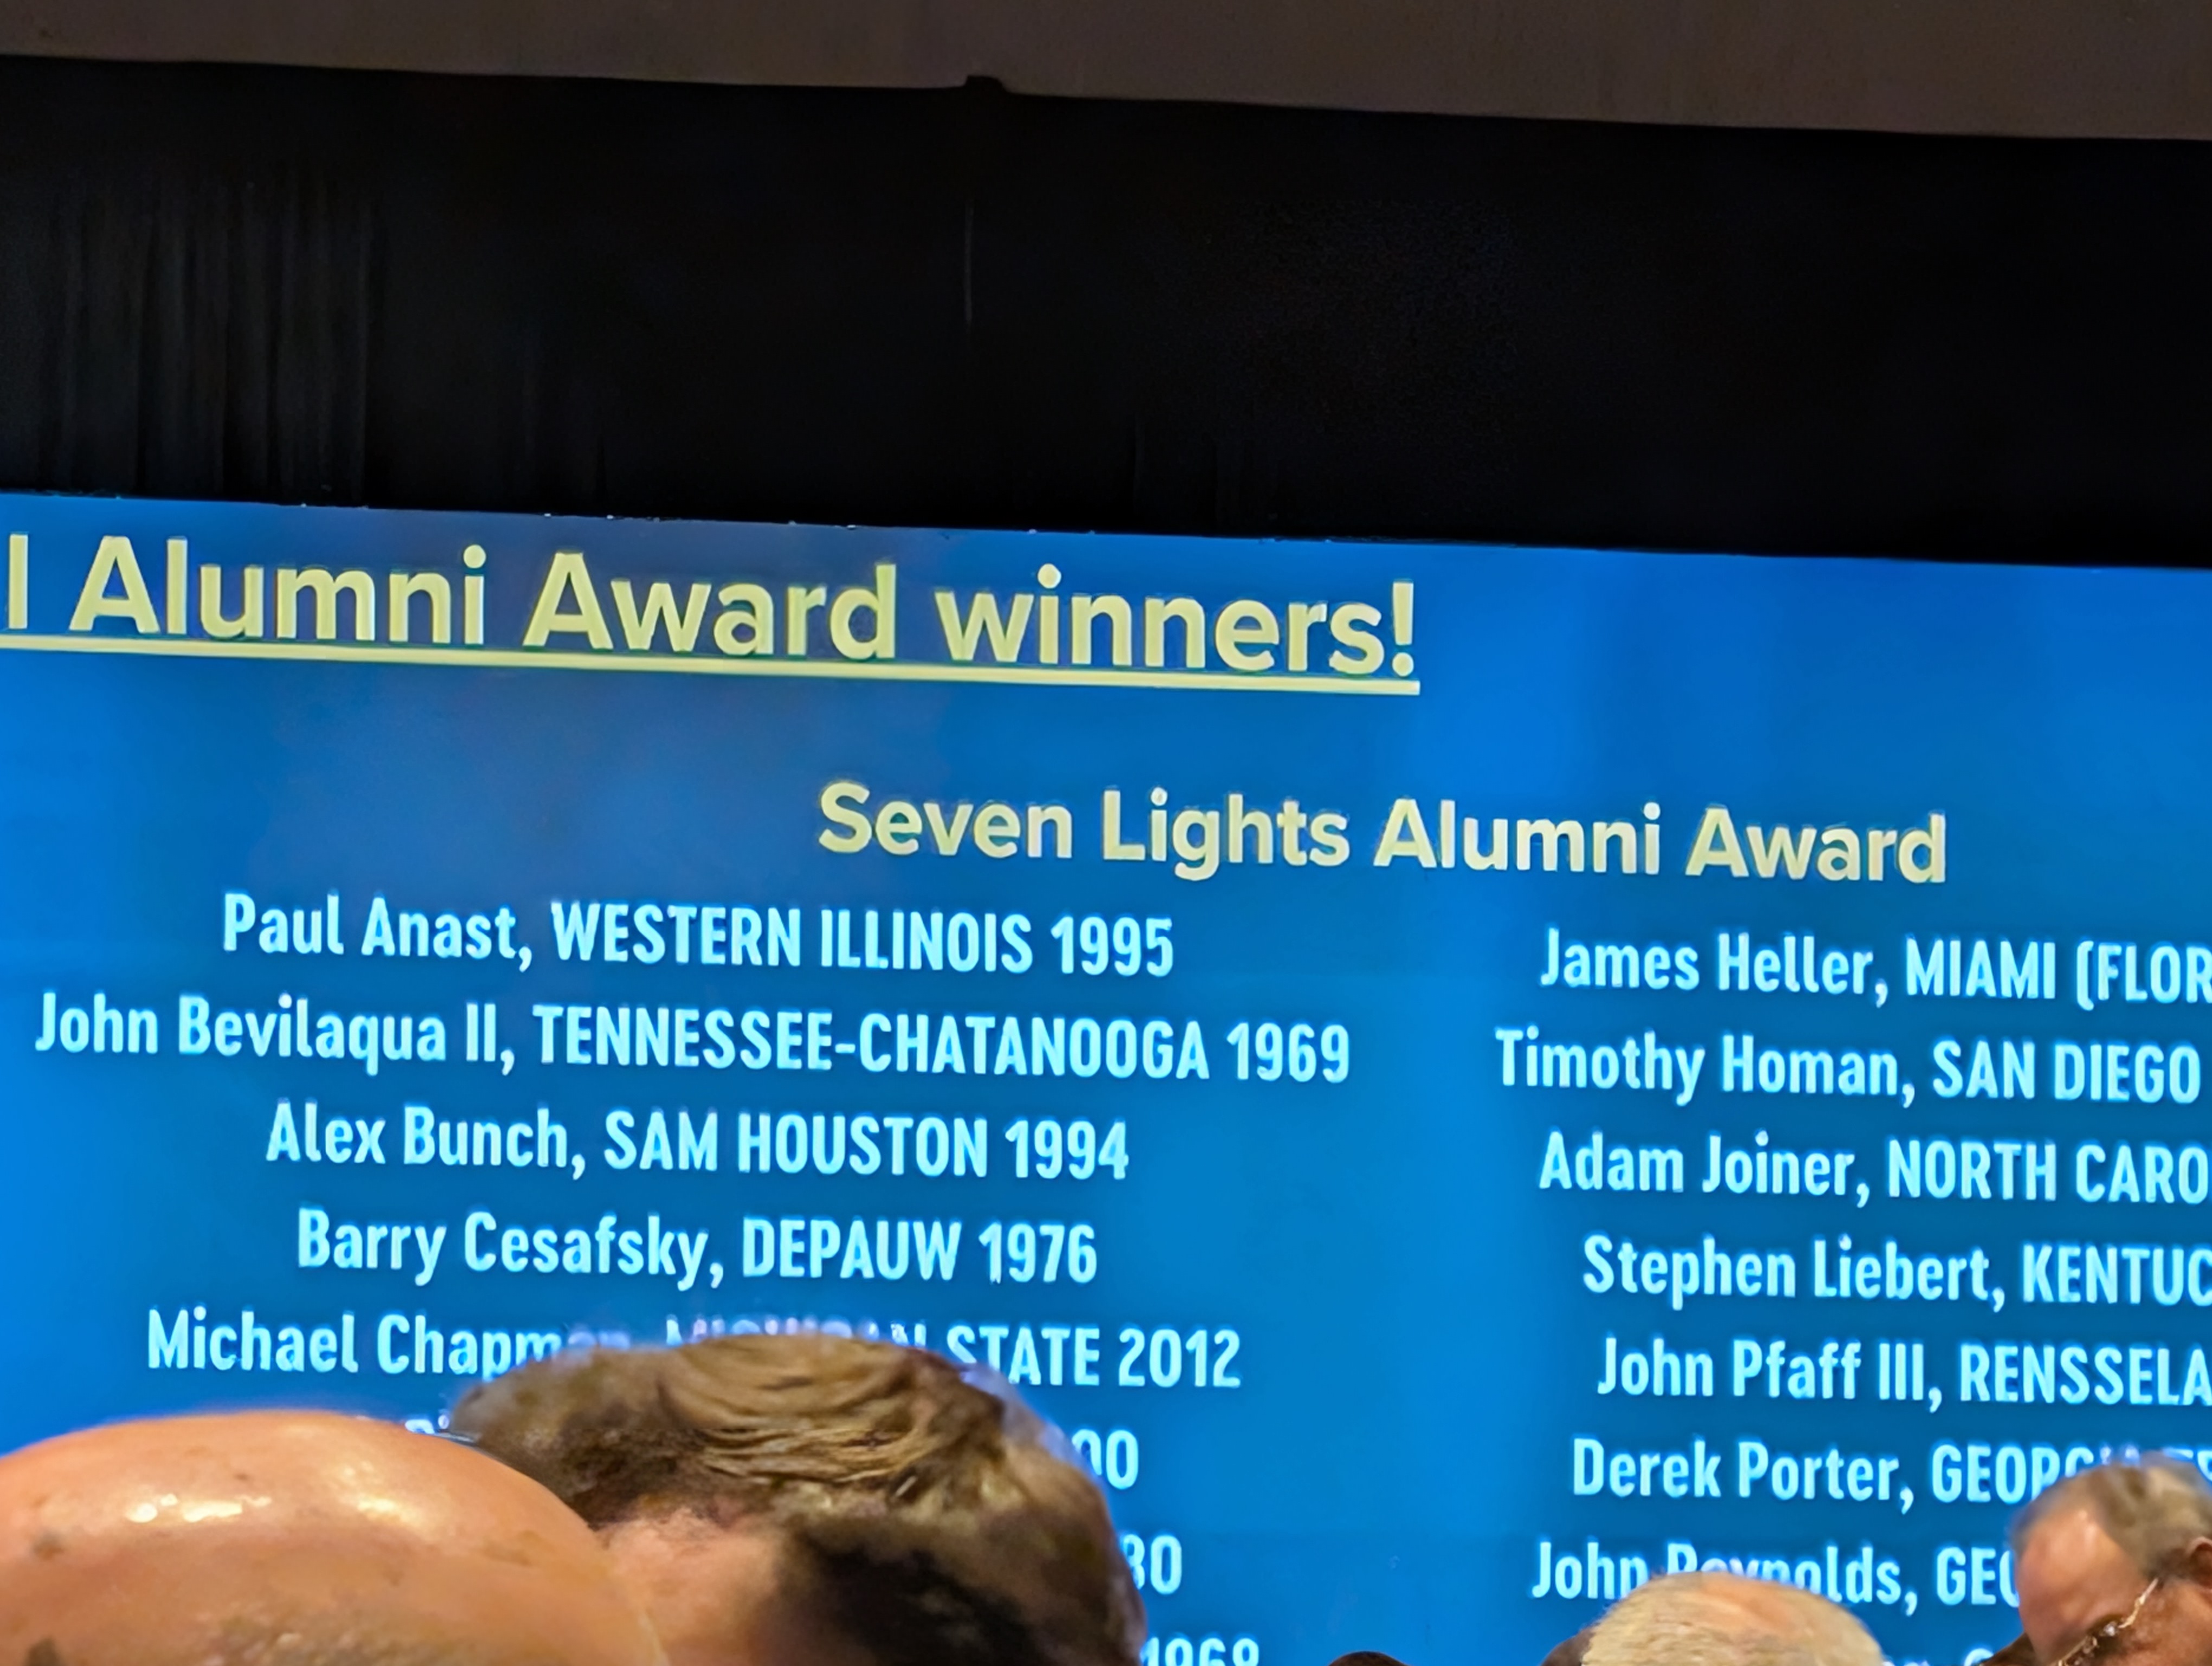 Alumni Award winners!
Seven Lights Alumni Award
Paul Anast, WESTERN ILLINOIS 1995
John Bevilaqua II, TENNESSEE-CHATANOOGA 1969
Alex Bunch, SAM HOUSTON 1994
Barry Cesafsky, DEPAUW 1976
Michael STATE 2012
James Heller, MIAMI (FLOR
Timothy Homan, SAN DIEGO
Adam Joiner, NORTH CARO
Stephen Liebert, KENTUC
John Pfaff III, RENSSELA
Derek Porter,
John Reynolds,